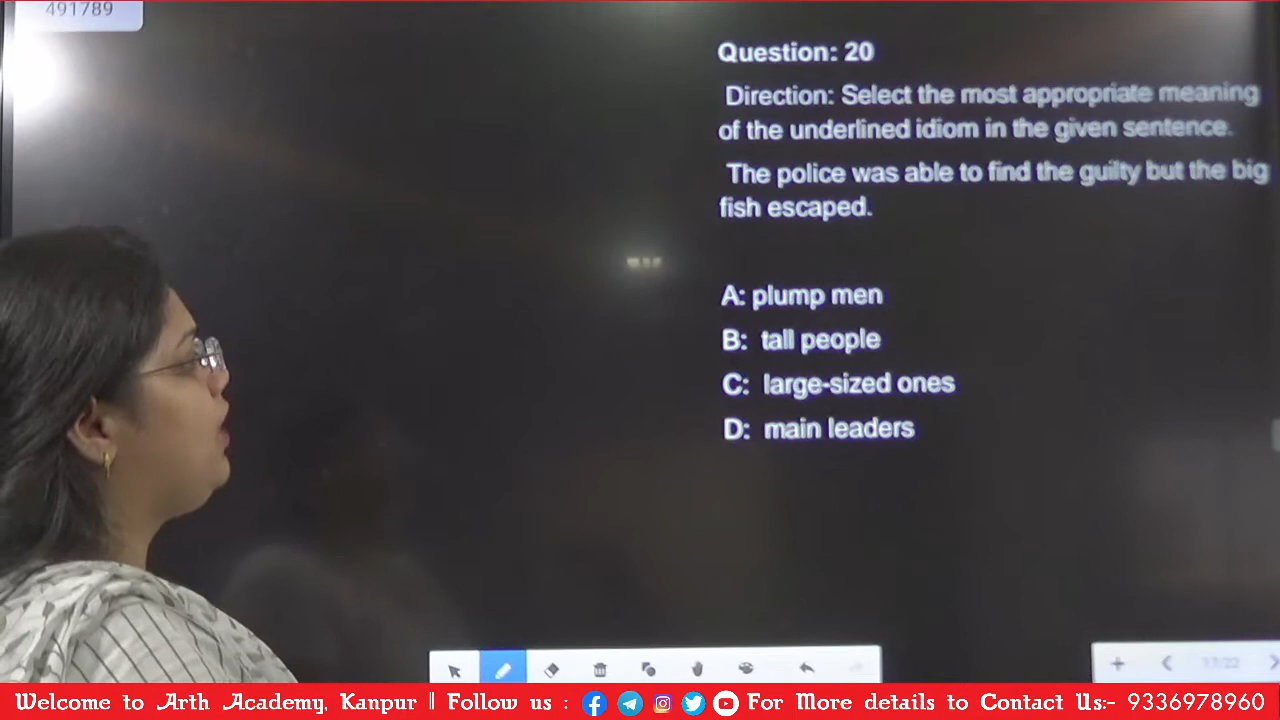 491789
Question: 20
Direction: Select the most appropriate meaning
of the underlined idiom in the given sentence.
The police was able to find the guilty but the big
fish escaped.
A: plump men
B: tall people
C: large-sized ones
D: main leaders
Welcome to Arth Academy, Kanpur || Follow us : For More details to Contact Us:- 9336978960